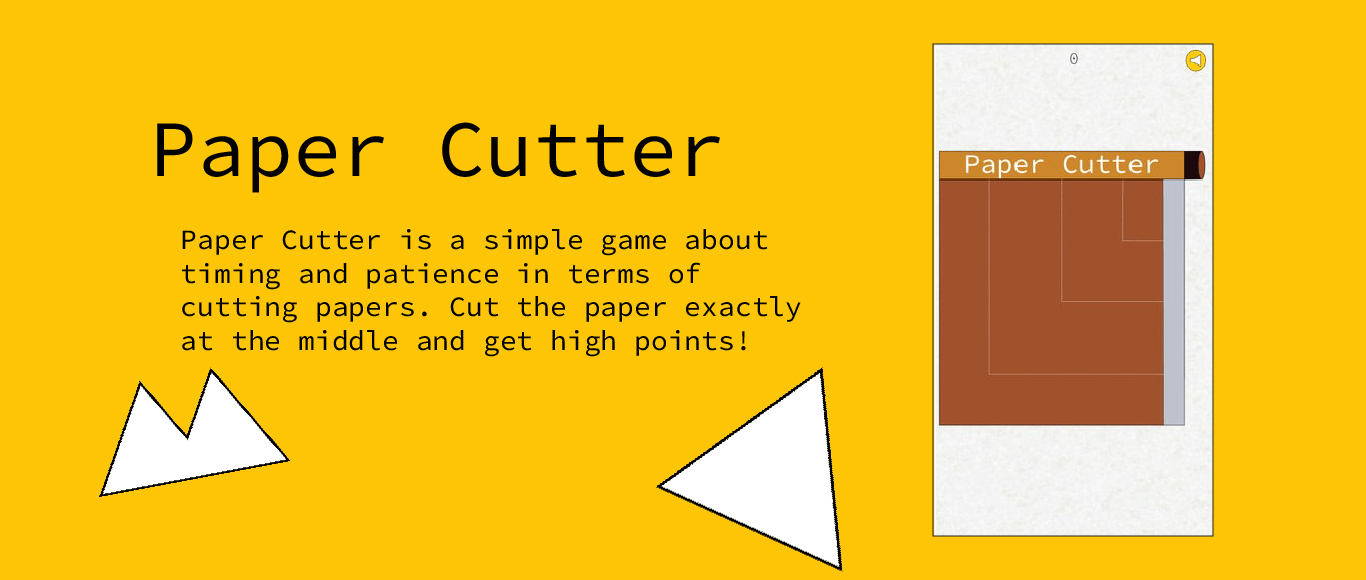 Paper Cutter
Paper Cutter is a simple game about
timing and patience in terms of
cutting papers. Cut the paper exactly
at the middle and get high points!
0
Paper Cutter